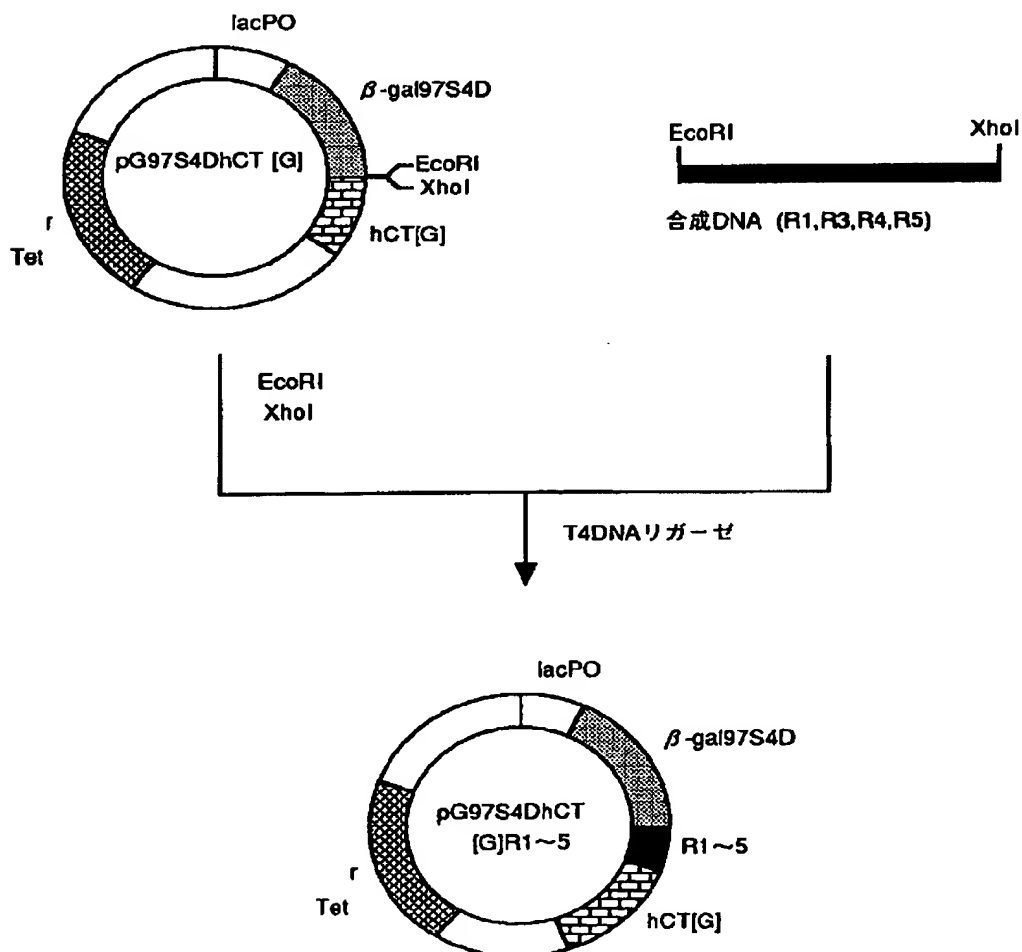 lacPO
β-gal97S4D
pG97S4DhCT [G]
EcoRI
XhoI
hCT[G]
r
Tet
EcoRI
XhoI
合成DNA (R1,R3,R4,R5)
EcoRI
XhoI
T4DNAリガーゼ
lacPO
β-gal97S4D
pG97S4DhCT
[G]R1～5
R1～5
r
Tet
hCT[G]